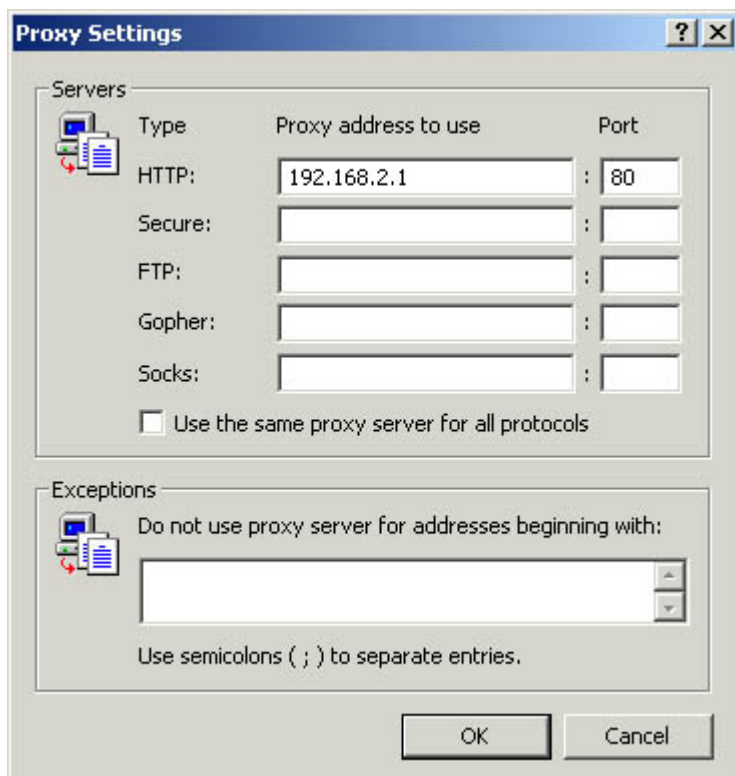 Proxy Settings
Servers
Type Proxy address to use Port
HTTP: 192.168.2.1 : 80
Secure: :
FTP: :
Gopher: :
Socks: :
Use the same proxy server for all protocols
Exceptions
Do not use proxy server for addresses beginning with:
Use semicolons ( ; ) to separate entries.
OK Cancel